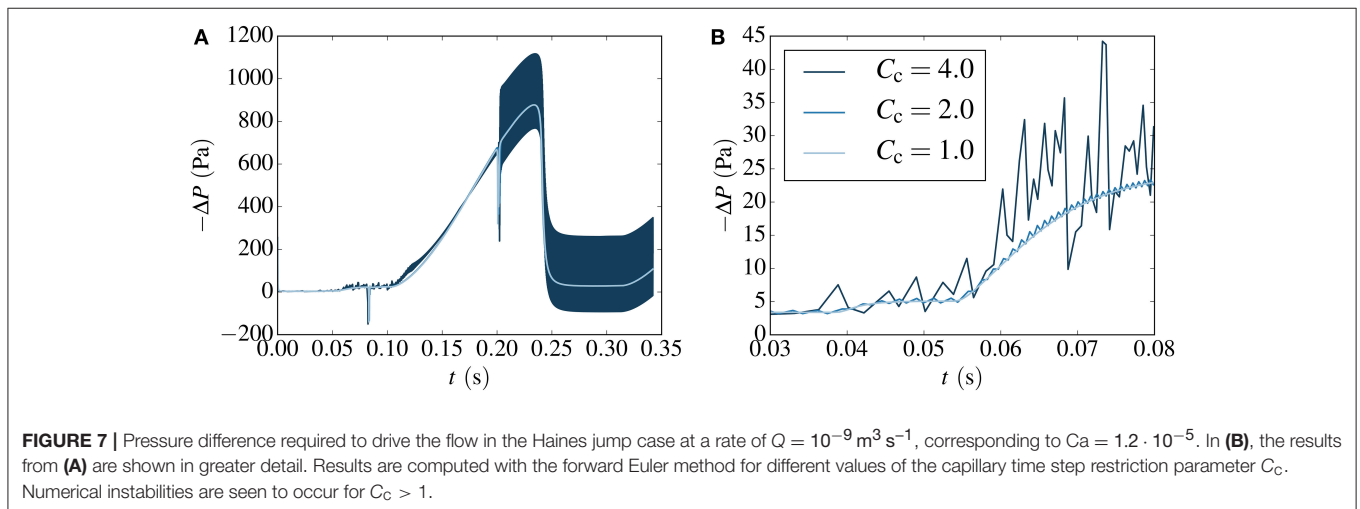 A
1200
1000
800
600
400
200
0
−200
−ΔP (Pa)
0.00 0.05 0.10 0.15 0.20 0.25 0.30 0.35
t (s)
B
45
40
35
30
25
20
15
10
5
0
−ΔP (Pa)
C_c = 4.0
C_c = 2.0
C_c = 1.0
0.03 0.04 0.05 0.06 0.07 0.08
t (s)
FIGURE 7 | Pressure difference required to drive the flow in the Haines jump case at a rate of Q = 10⁻⁹ m³ s⁻¹, corresponding to Ca = 1.2 · 10⁻⁵. In (B), the results
from (A) are shown in greater detail. Results are computed with the forward Euler method for different values of the capillary time step restriction parameter C_c.
Numerical instabilities are seen to occur for C_c > 1.